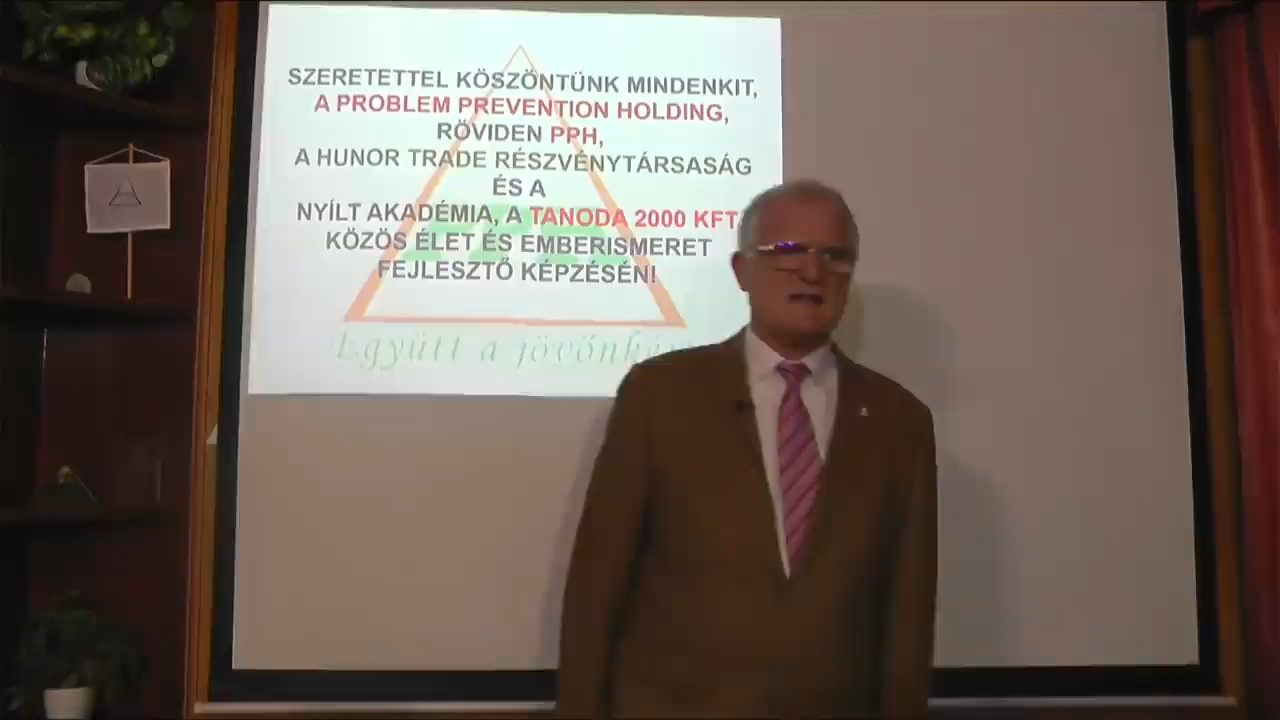 SZERETETTEL KÖSZÖNTÜNK MINDENKIT,
A PROBLEM PREVENTION HOLDING,
RÖVIDEN PPH,
A HUNOR TRADE RÉSZVÉNYTÁRSASÁG
ÉS A
NYÍLT AKADÉMIA, A TANODA 2000 KFT.
KÖZÖS ÉLET ÉS EMBERISMERET
FEJLESZTŐ KÉPZÉSÉN!
Együtt a